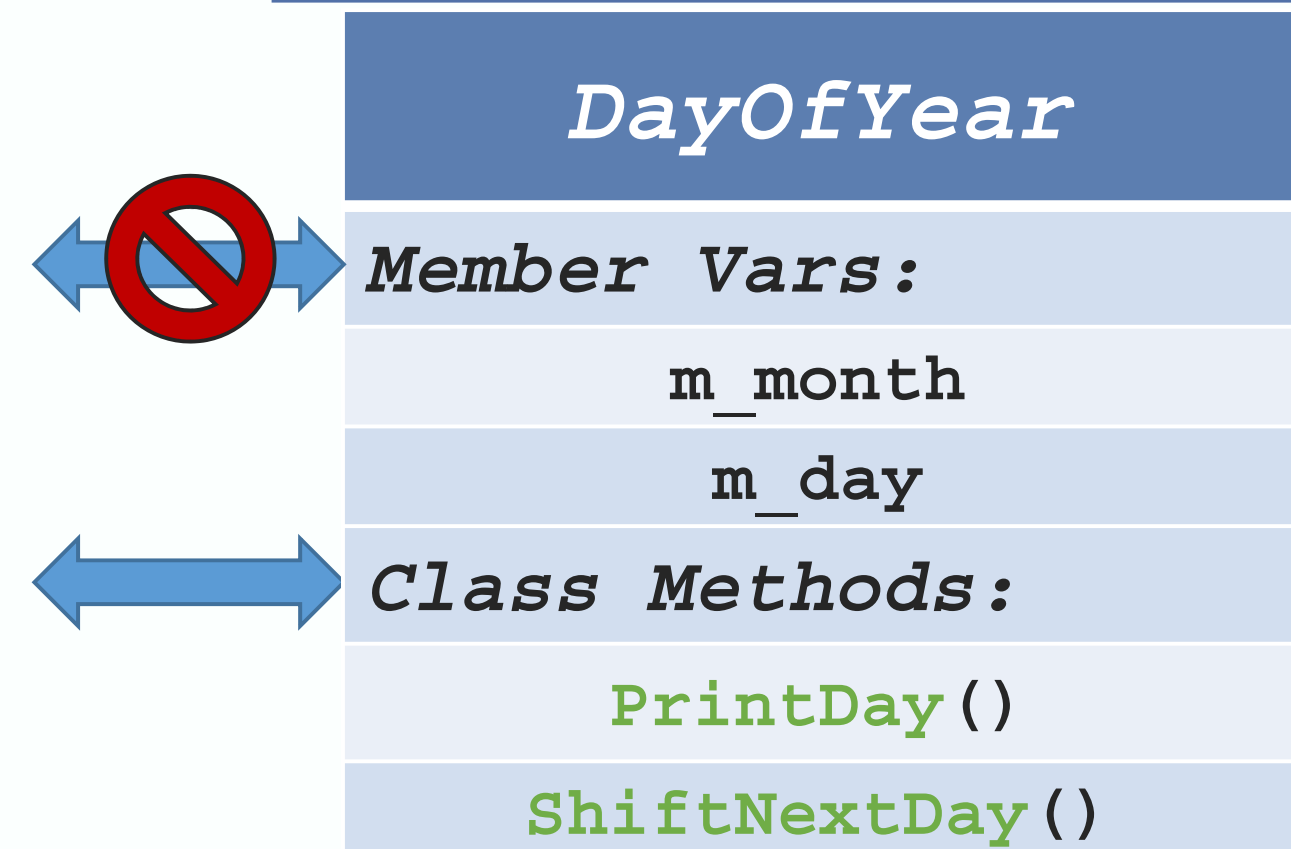 DayOfYear
Member Vars:
m_month
m_day
Class Methods:
PrintDay()
ShiftNextDay()